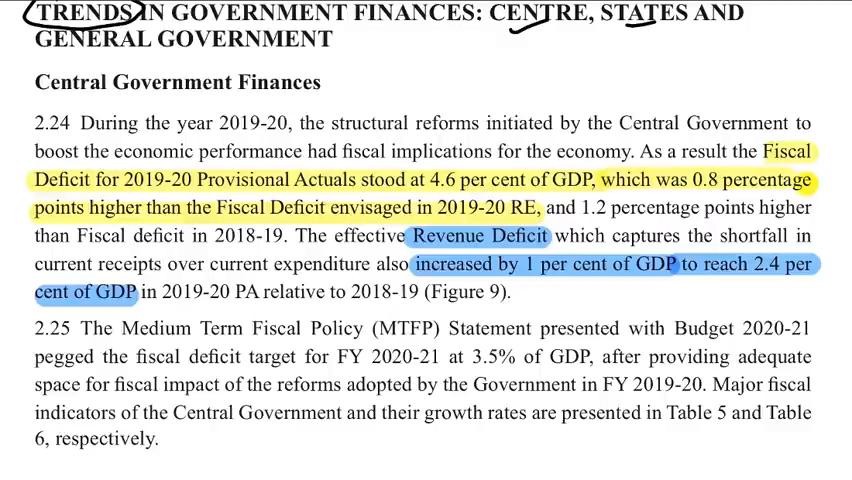 TRENDS IN GOVERNMENT FINANCES: CENTRE, STATES AND
GENERAL GOVERNMENT
Central Government Finances
2.24 During the year 2019-20, the structural reforms initiated by the Central Government to
boost the economic performance had fiscal implications for the economy. As a result the Fiscal
Deficit for 2019-20 Provisional Actuals stood at 4.6 per cent of GDP, which was 0.8 percentage
points higher than the Fiscal Deficit envisaged in 2019-20 RE, and 1.2 percentage points higher
than Fiscal deficit in 2018-19. The effective Revenue Deficit which captures the shortfall in
current receipts over current expenditure also increased by 1 per cent of GDP to reach 2.4 per
cent of GDP in 2019-20 PA relative to 2018-19 (Figure 9).
2.25 The Medium Term Fiscal Policy (MTFP) Statement presented with Budget 2020-21
pegged the fiscal deficit target for FY 2020-21 at 3.5% of GDP, after providing adequate
space for fiscal impact of the reforms adopted by the Government in FY 2019-20. Major fiscal
indicators of the Central Government and their growth rates are presented in Table 5 and Table
6, respectively.